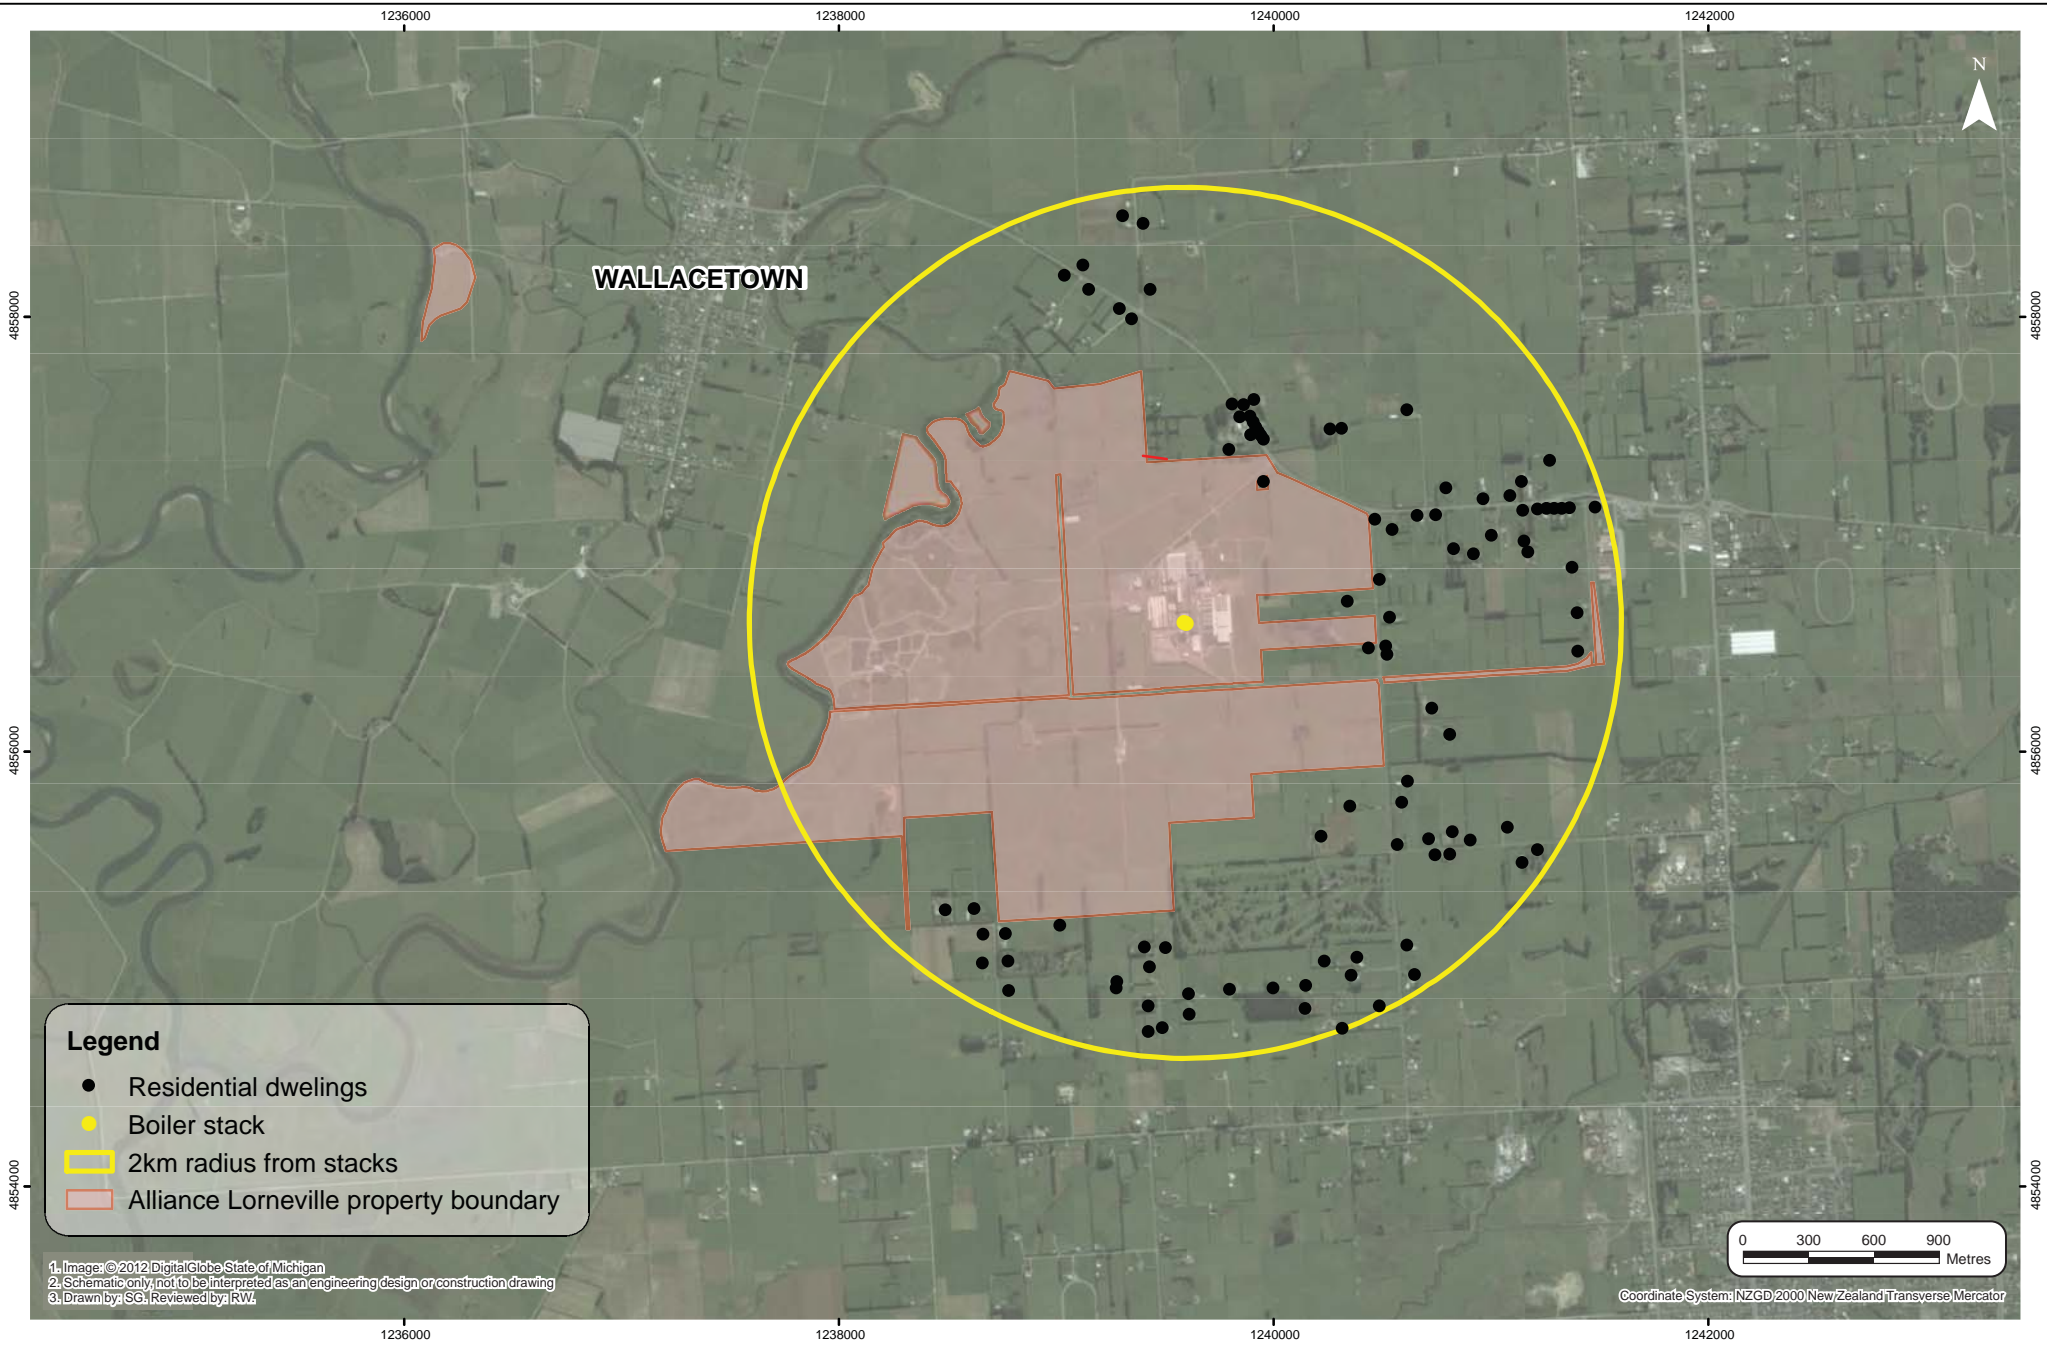 1236000
1238000
1240000
1242000
N
WALLACETOWN
4858000
4858000
4856000
4856000
4854000
4854000
Legend
Residential dwelings
Boiler stack
2km radius from stacks
Alliance Lorneville property boundary
0 300 600 900
Metres
1. Image: © 2012 DigitalGlobe State of Michigan
2. Schematic only, not to be interpreted as an engineering design or construction drawing
3. Drawn by: SG. Reviewed by: RW.
Coordinate System: NZGD 2000 New Zealand Transverse Mercator
1236000
1238000
1240000
1242000